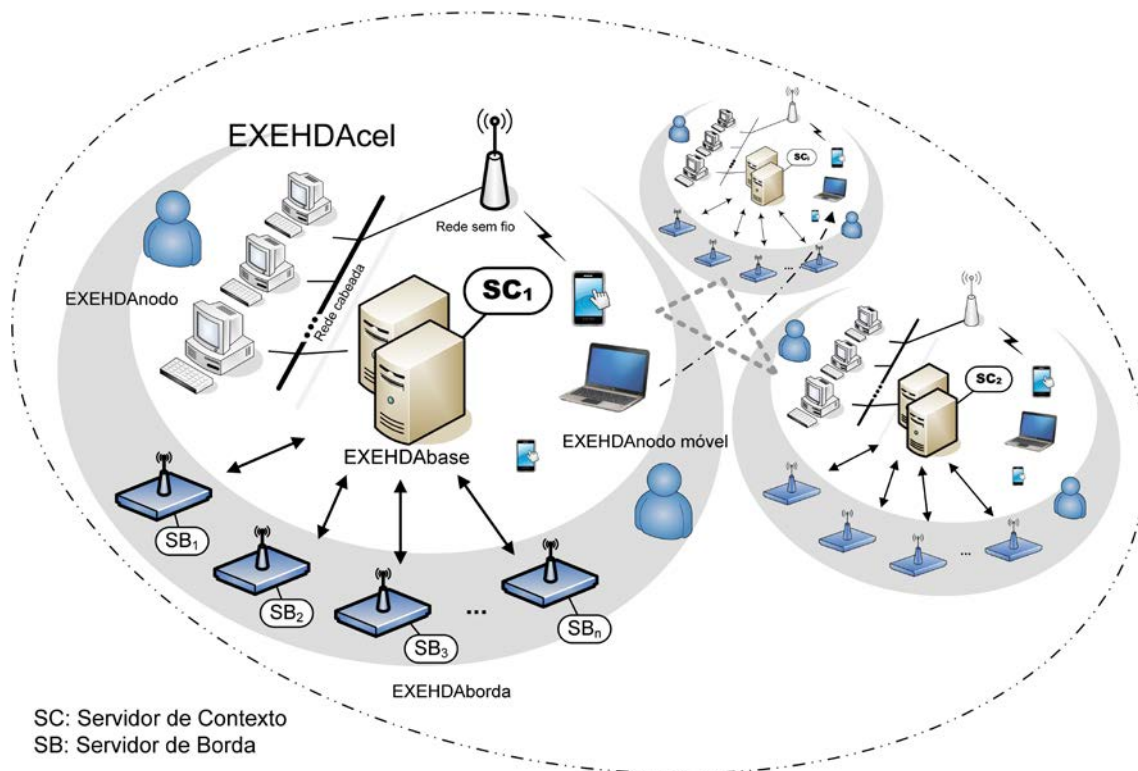 EXEHDAcel
Rede sem fio
EXEHDAnodo
Rede cabeada
SC₁
EXEHDAbase
EXEHDAnodo móvel
SB₁
SB₂
SB₃
...
SBₙ
EXEHDAborda
SCᵢ
...
SC₂
...
SC: Servidor de Contexto
SB: Servidor de Borda